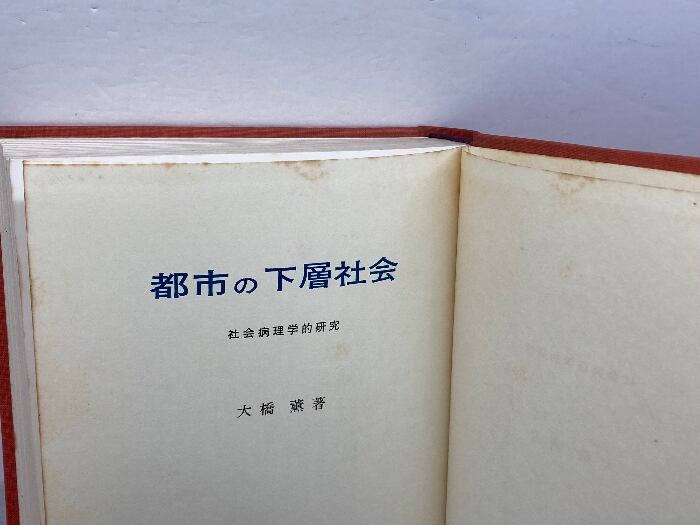 都市の下層社会
社会病理学的研究
大橋 薫 著